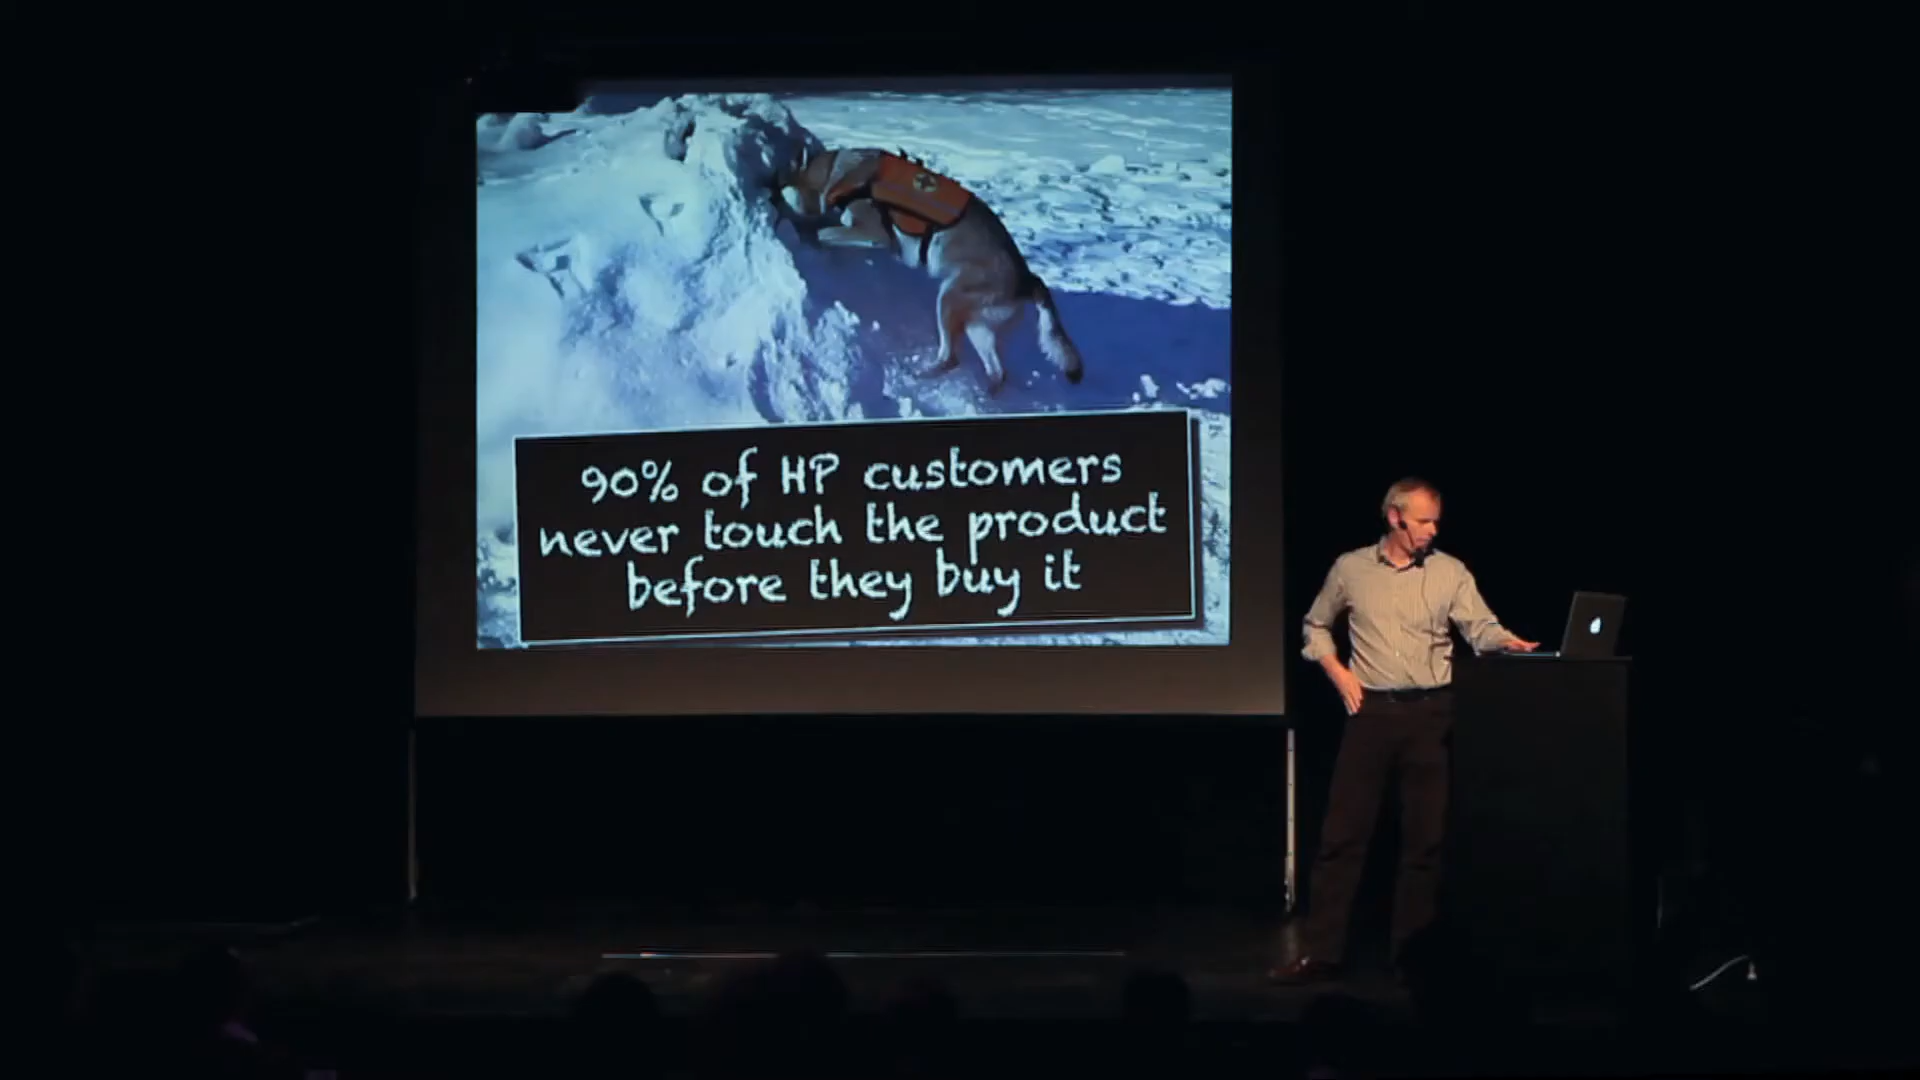 90% of HP customers
never touch the product
before they buy it